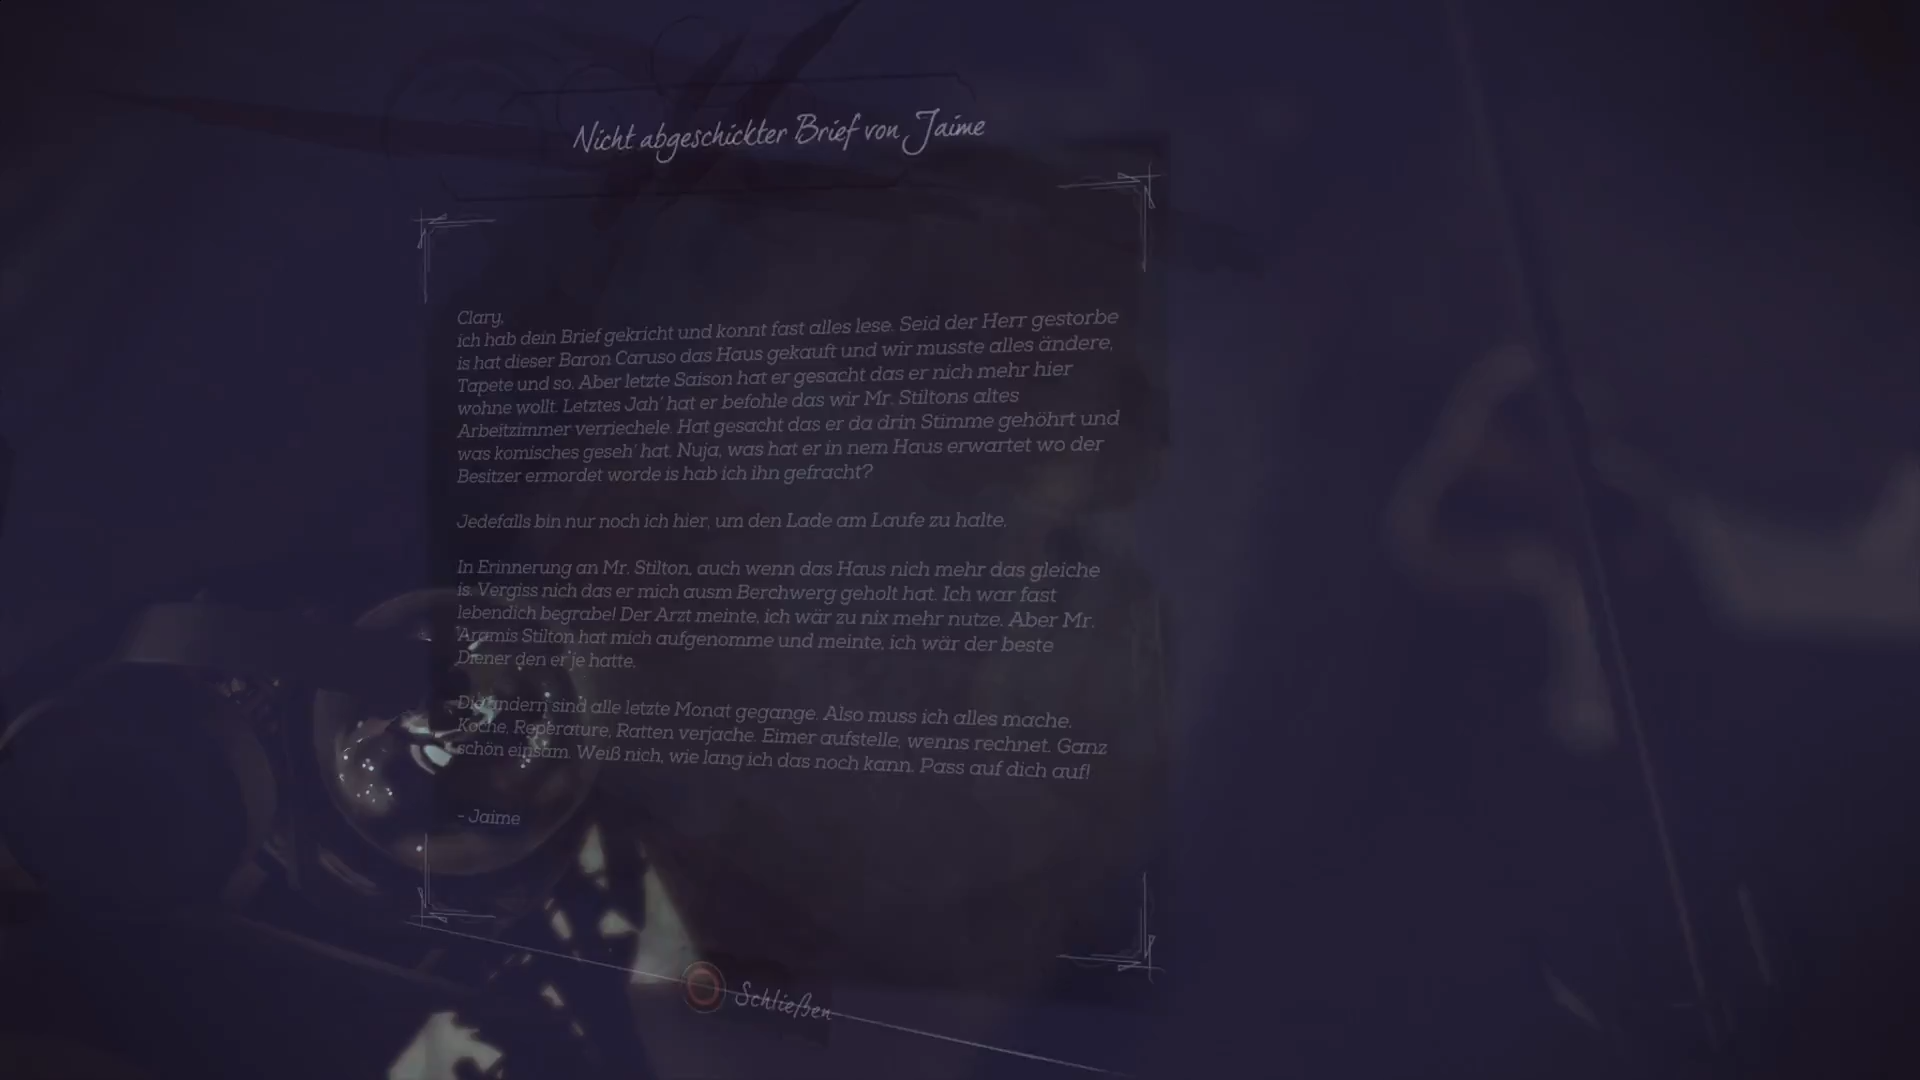 Nicht abgeschickter Brief von Jaime
Clary,
ich hab dein Brief gekricht und konnt fast alles lese. Seid der Herr gestorbe
is hat dieser Baron Caruso das Haus gekauft und wir musste alles ändere,
Tapete und so. Aber letzte Saison hat er gesacht das er nich mehr hier
wohne wollt. Letztes Jah' hat er befohle das wir Mr. Stiltons altes
Arbeitzimmer verriechele. Hat gesacht das er da drin Stimme gehöhrt und
was komisches geseh' hat. Nuja, was hat er in nem Haus erwartet wo der
Besitzer ermordet worde is hab ich ihn gefracht?
Jedefalls bin nur noch ich hier, um den Lade am Laufe zu halte.
In Erinnerung an Mr. Stilton, auch wenn das Haus nich mehr das gleiche
is. Vergiss nich das er mich ausm Berchwerg geholt hat. Ich war fast
lebendich begrabe! Der Arzt meinte, ich wär zu nix mehr nutze. Aber Mr.
Aramis Stilton hat mich aufgenomme und meinte, ich wär der beste
Diener den er je hatte.
Die andern sind alle letzte Monat gegange. Also muss ich alles mache.
Koche, Reperature, Ratten verjache. Eimer aufstelle, wenns rechnet. Ganz
schön einsam. Weiß nich, wie lang ich das noch kann. Pass auf dich auf!
- Jaime
Schließen